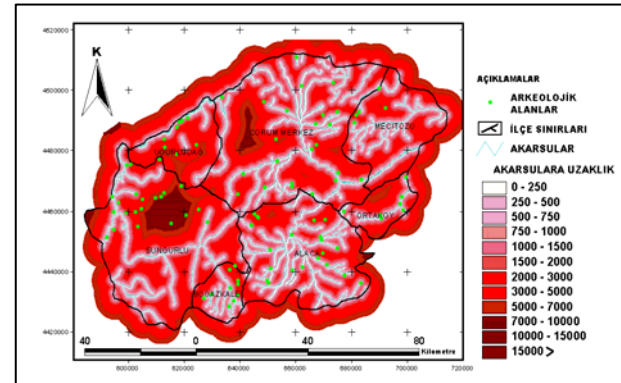 4520000
4500000
4480000
4460000
4440000
4420000
K
ÇORUM MERKEZ
MECİTÖZÜ
UĞURLUDAĞ
ORTAKÖY
SUNGURLU
ALACA
BOĞAZKALE
40 0 40 80
Kilometre
600000 620000 640000 660000 680000 700000 720000
AÇIKLAMALAR
ARKEOLOJİK
ALANLAR
İLÇE SINIRLARI
AKARSULAR
AKARSULARA UZAKLIK
0 - 250
250 - 500
500 - 750
750 - 1000
1000 - 1500
1500 - 2000
2000 - 3000
3000 - 5000
5000 - 7000
7000 - 10000
10000 - 15000
15000 >